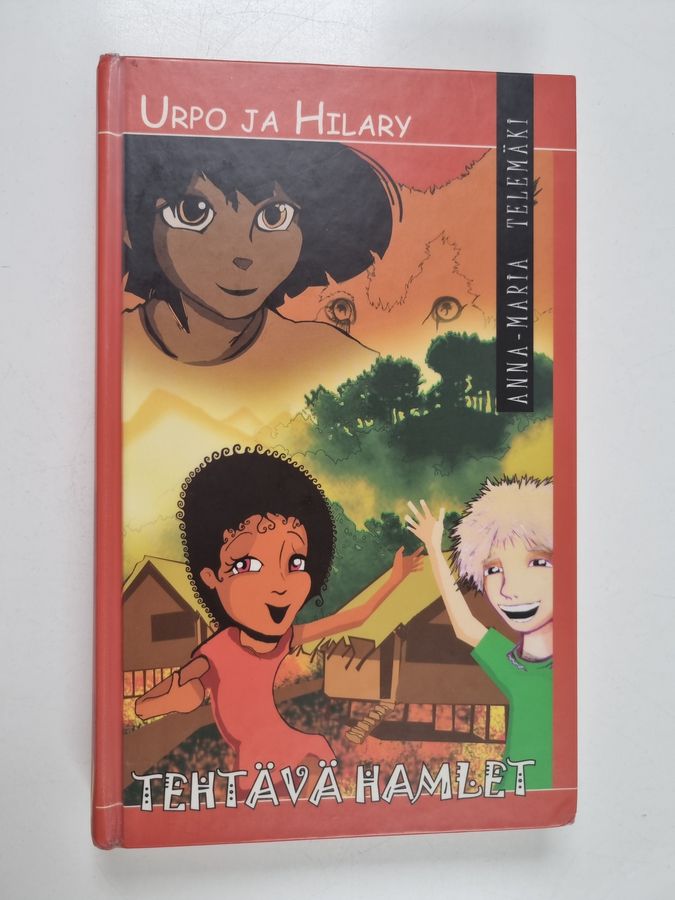 URPO JA HILARY
ANNA-MARIA TELEMÄKI
TEHTÄVÄ HAMLET